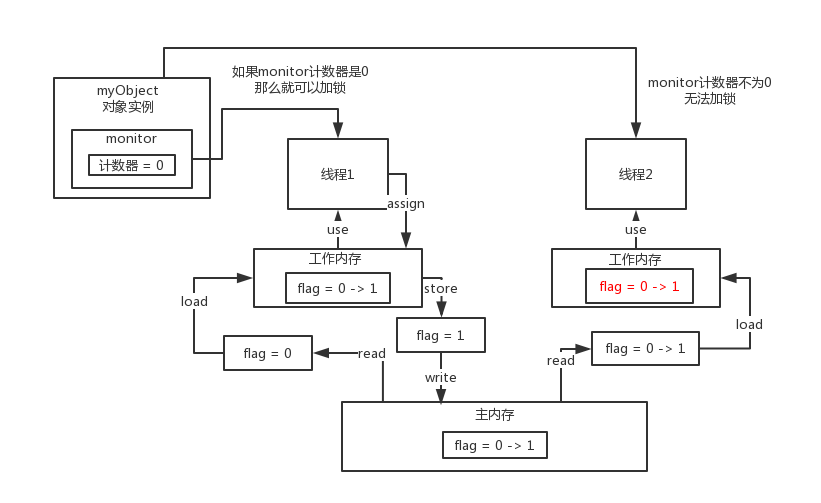 如果monitor计数器是0
那么就可以加锁
monitor计数器不为0
无法加锁
myObject
对象实例
monitor
计数器 = 0
线程1
线程2
assign
use
use
工作内存
flag = 0 -> 1
工作内存
flag = 0 -> 1
load
store
load
flag = 1
flag = 0
read
read
flag = 0 -> 1
write
主内存
flag = 0 -> 1